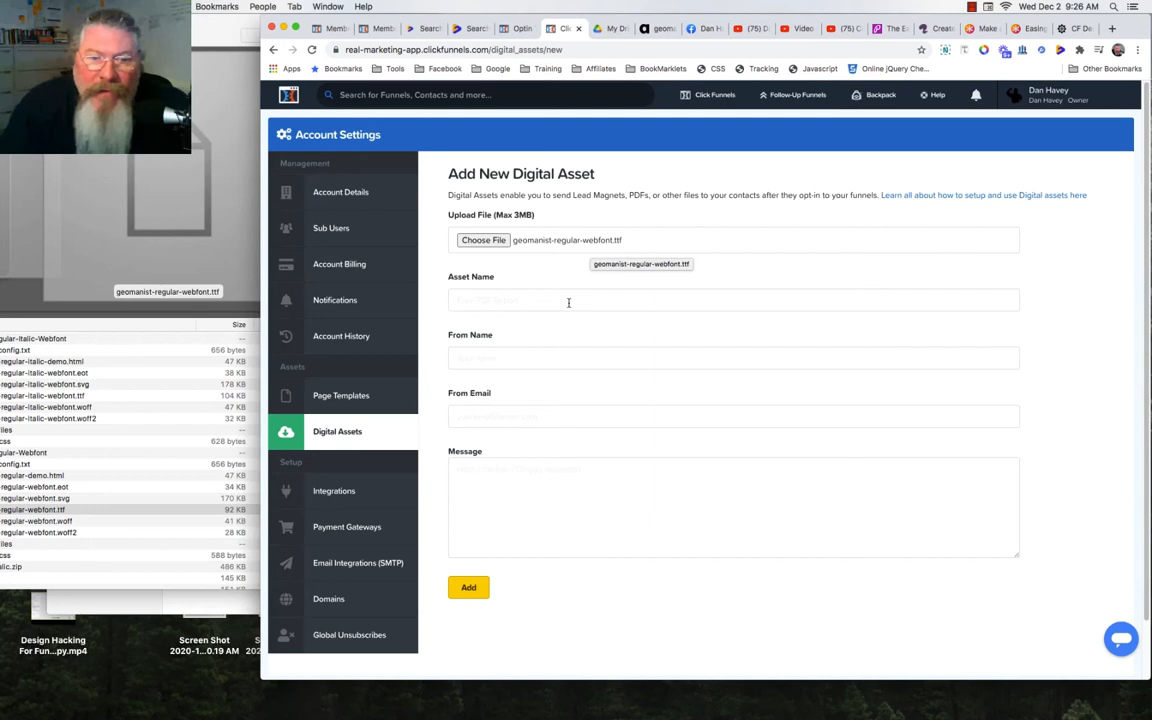 Bookmarks People Tab Window Help
Wed Dec 2 9:26 AM
Memb Memb Search Search Optin Clic My Dr geoma Dan H (75) D Video (75) C The Ea Create Make Easing CF De
real-marketing-app.clickfunnels.com/digital_assets/new
Apps Bookmarks Tools Facebook Google Training Affiliates BookMarklets CSS Tracking Javascript Online jQuery Che... Other Bookmarks
Search for Funnels, Contacts and more...
Click Funnels
Follow-Up Funnels
Backpack
Help
Dan Havey
Dan Havey Owner
Account Settings
Management
Account Details
Sub Users
Account Billing
Notifications
Account History
Assets
Page Templates
Digital Assets
Setup
Integrations
Payment Gateways
Email Integrations (SMTP)
Domains
Global Unsubscribes
Add New Digital Asset
Digital Assets enable you to send Lead Magnets, PDFs, or other files to your contacts after they opt-in to your funnels. Learn all about how to setup and use Digital assets here
Upload File (Max 3MB)
Choose File geomanist-regular-webfont.ttf
geomanist-regular-webfont.ttf
Asset Name
From Name
From Email
Message
Add
geomanist-regular-webfont.ttf
Size
gular-Italic-Webfont
config.txt 656 bytes
-regular-italic-demo.html 47 KB
-regular-italic-webfont.eot 38 KB
-regular-italic-webfont.svg 178 KB
-regular-italic-webfont.ttf 104 KB
-regular-italic-webfont.woff 47 KB
-regular-italic-webfont.woff2 32 KB
files --
css 628 bytes
gular-Webfont --
config.txt 656 bytes
-regular-demo.html 47 KB
-regular-webfont.eot 34 KB
-regular-webfont.svg 170 KB
-regular-webfont.ttf 92 KB
-regular-webfont.woff 41 KB
-regular-webfont.woff2 28 KB
files --
css 588 bytes
alic.zip 486 KB
145 KB
Design Hacking
For Fun...py.mp4
Screen Shot
2020-1...0.19 AM